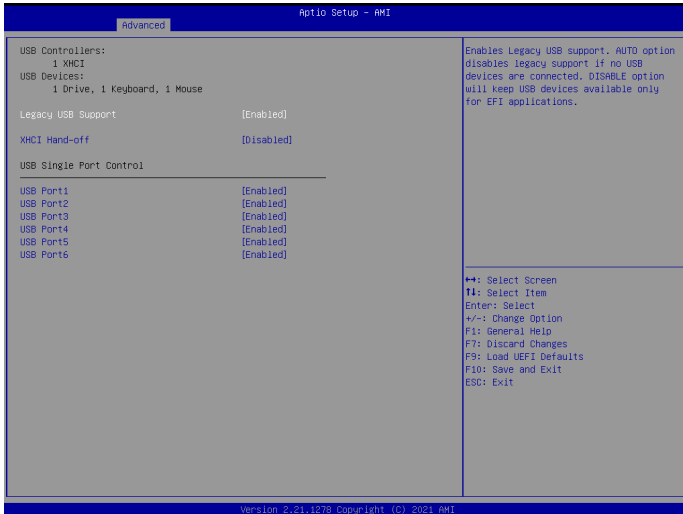 Aptio Setup - AMI
Advanced
USB Controllers:
1 XHCI
USB Devices:
1 Drive, 1 Keyboard, 1 Mouse
Legacy USB Support [Enabled]
XHCI Hand-off [Disabled]
USB Single Port Control
USB Port1 [Enabled]
USB Port2 [Enabled]
USB Port3 [Enabled]
USB Port4 [Enabled]
USB Port5 [Enabled]
USB Port6 [Enabled]
Enables Legacy USB support. AUTO option
disables legacy support if no USB
devices are connected. DISABLE option
will keep USB devices available only
for EFI applications.
→←: Select Screen
↑↓: Select Item
Enter: Select
+/-: Change Option
F1: General Help
F7: Discard Changes
F9: Load UEFI Defaults
F10: Save and Exit
ESC: Exit
Version 2.21.1278 Copyright (C) 2021 AMI